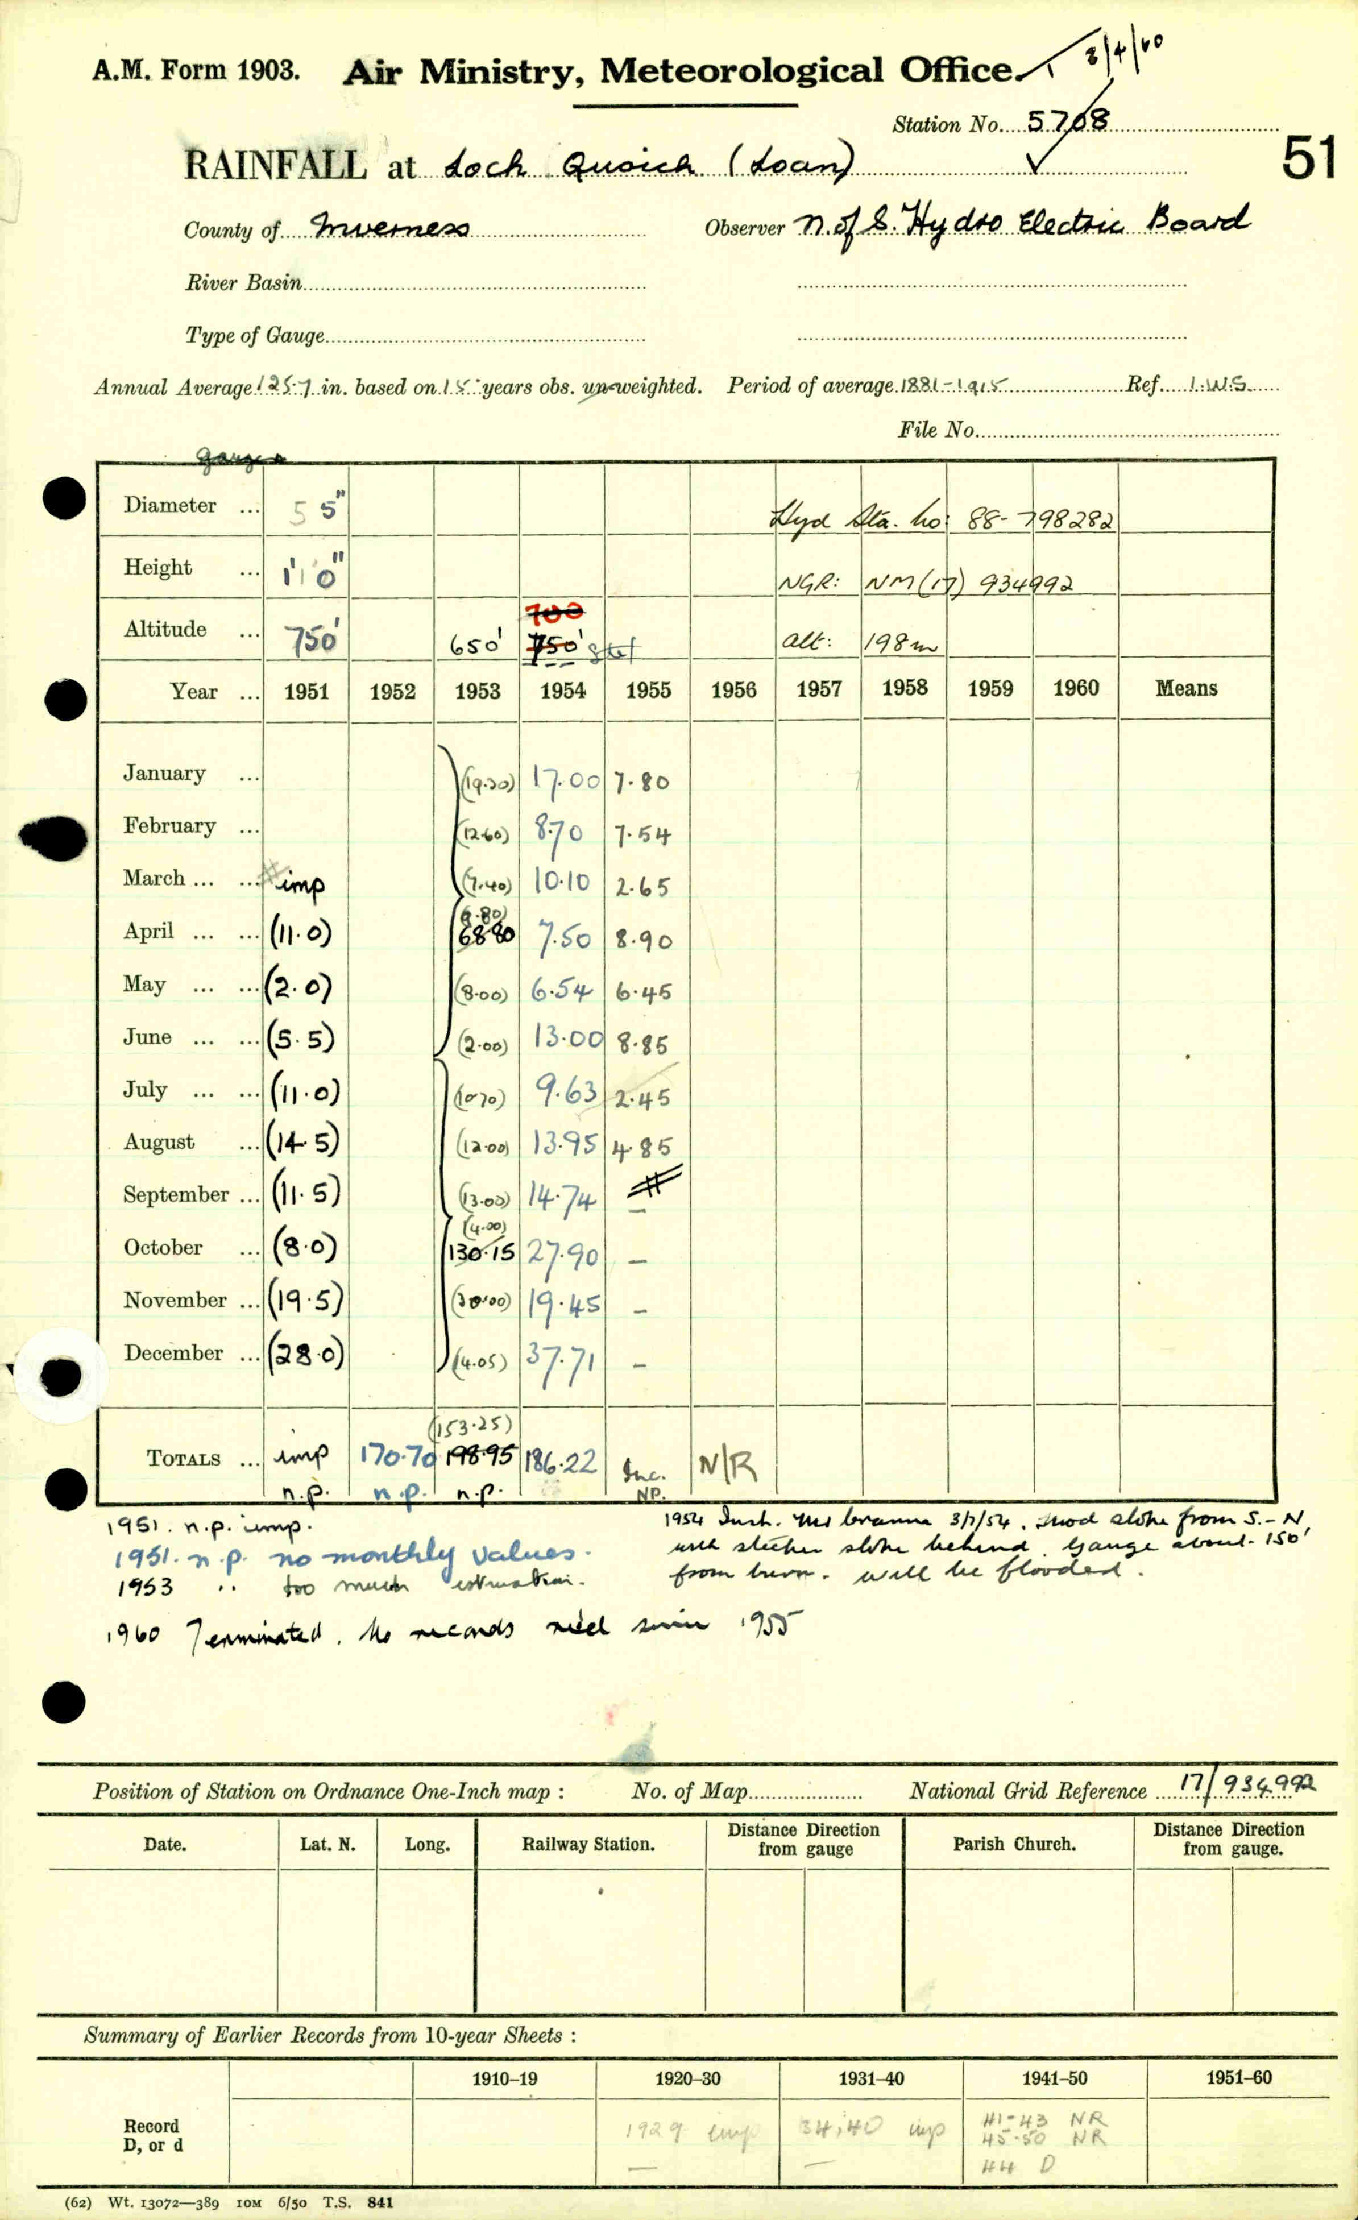 8/4/60
A.M. Form 1903. Air Ministry, Meteorological Office.
Station No. 5708
51
RAINFALL at Loch Quoich (Loan)
County of Inverness Observer N. of S. Hydro Electric Board
River Basin
Type of Gauge
Annual Average 125.7 in. based on 15 years obs. un-weighted. Period of average 1881-1915 Ref. I.W.S.
File No.
Gauge
Diameter ... 5 5" Hyd Sta. No: 88-798282
Height ... 1' 0" NGR: NM(17) 934992
700
Altitude ... 750' 650' 750' Stet alt: 198m
Year ... 1951 1952 1953 1954 1955 1956 1957 1958 1959 1960 Means
January ... (19.30) 17.00 7.80
February ... (12.60) 8.70 7.54
March ... ... imp (7.40) 10.10 2.65
(6.80)
April ... ... (11.0) 68.80 7.50 8.90
May ... ... (2.0) (8.00) 6.54 6.45
June ... ... (5.5) (2.00) 13.00 8.85
July ... ... (11.0) (10.70) 9.63 2.45
August ... (14.5) (12.00) 13.95 4.85
September ... (11.5) (13.00) 14.74 –
(4.00)
October ... (8.0) 130.15 27.90 –
November ... (19.5) (30.00) 19.45 –
December ... (28.0) (4.05) 37.71 –
(153.25)
Totals ... imp 170.70 198.95 186.22 Inc. N/R
n.p. n.p. n.p. NP.
1951. n.p. imp.
1951. n.p. no monthly values.
1953 " too much estimation.
1954 Insh. 3/7/54. Mod slope from S.-N,
with steeper slope behind. Gauge about 150'
from burn. will be flooded.
1960 Terminated. No records rec'd since 1955
Position of Station on Ordnance One-Inch map : No. of Map National Grid Reference 17/934992
Date. Lat. N. Long. Railway Station. Distance Direction from gauge Parish Church. Distance Direction from gauge.
Summary of Earlier Records from 10-year Sheets :
1910–19 1920–30 1931–40 1941–50 1951–60
Record D, or d
1929 imp 34,40 imp 41-43 NR
– – 45-50 NR
44 D
(62) Wt. 13072—389 10M 6/50 T.S. 841